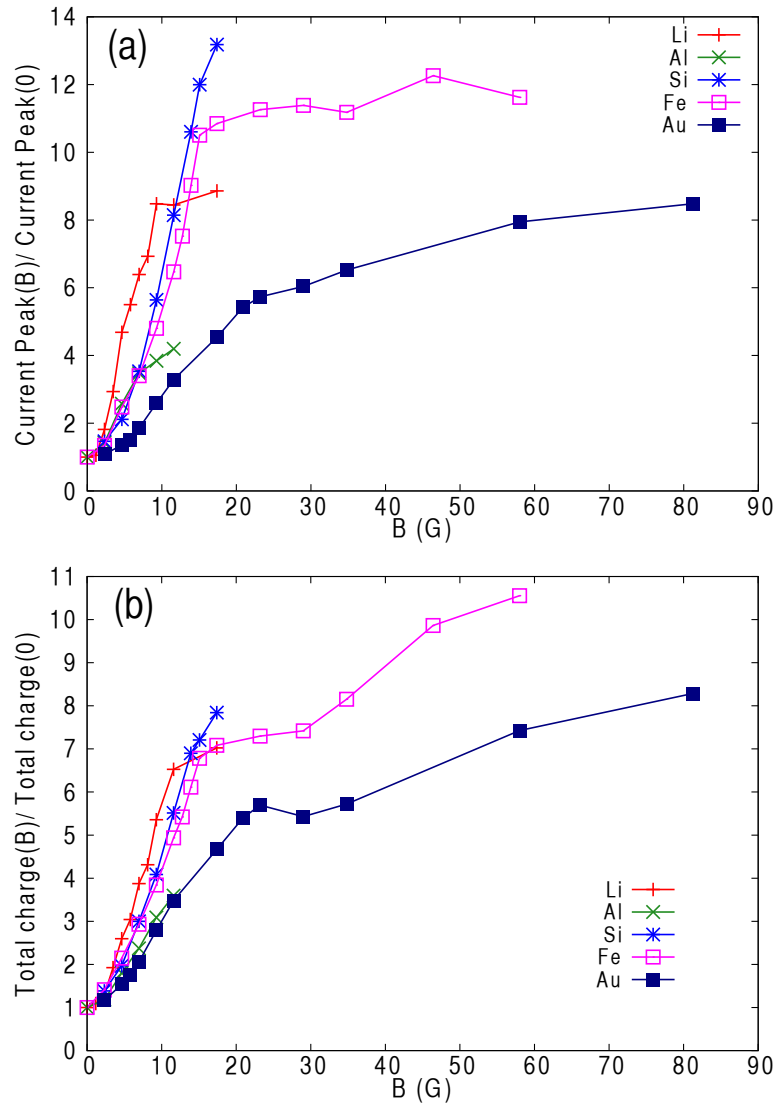 (a)
Current Peak(B)/ Current Peak(0)
14
12
10
8
6
4
2
0
Li
Al
Si
Fe
Au
0 10 20 30 40 50 60 70 80 90
B (G)
(b)
Total charge(B)/ Total charge(0)
11
10
9
8
7
6
5
4
3
2
1
0
Li
Al
Si
Fe
Au
0 10 20 30 40 50 60 70 80 90
B (G)